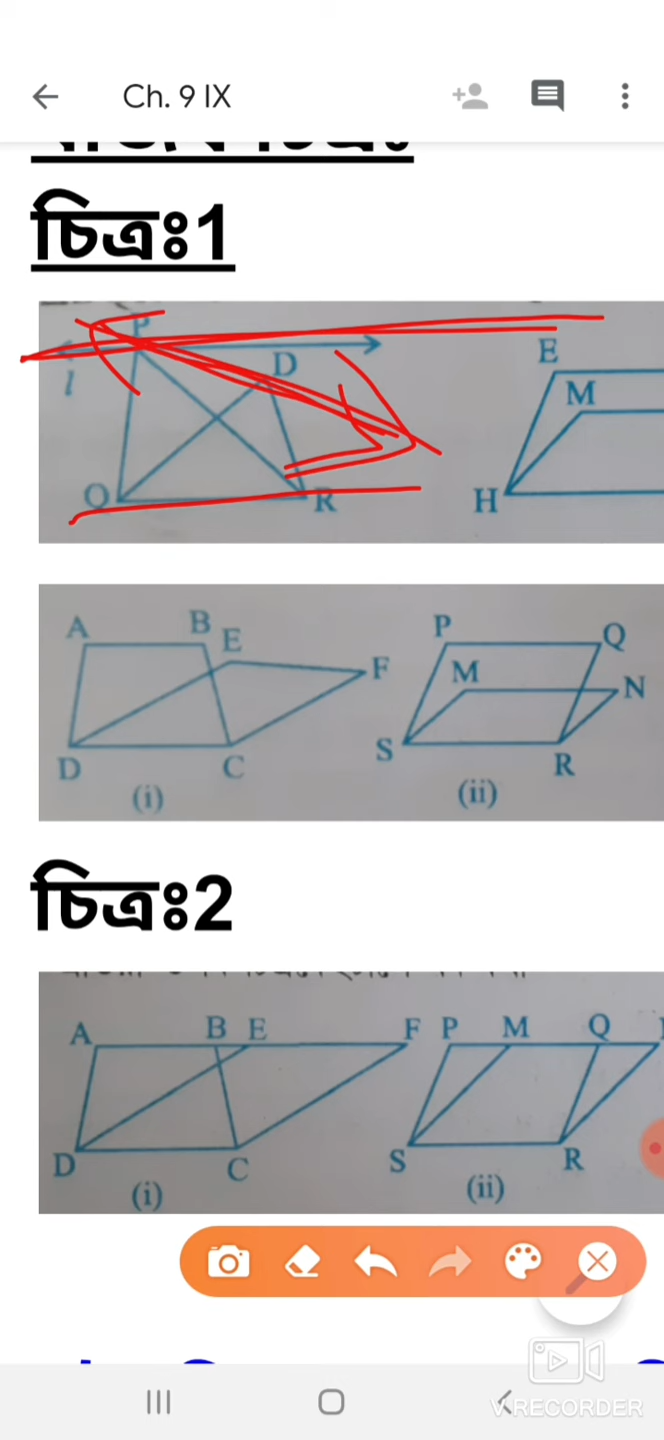 Ch. 9 IX
চিত্রঃ1
P
D
E
l
M
Q
R
H
A
B
E
F
P
Q
M
N
D
C
S
R
(i)
(ii)
চিত্রঃ2
A
B E
F P M Q
D
C
S
R
(i)
(ii)
V.RECORDER